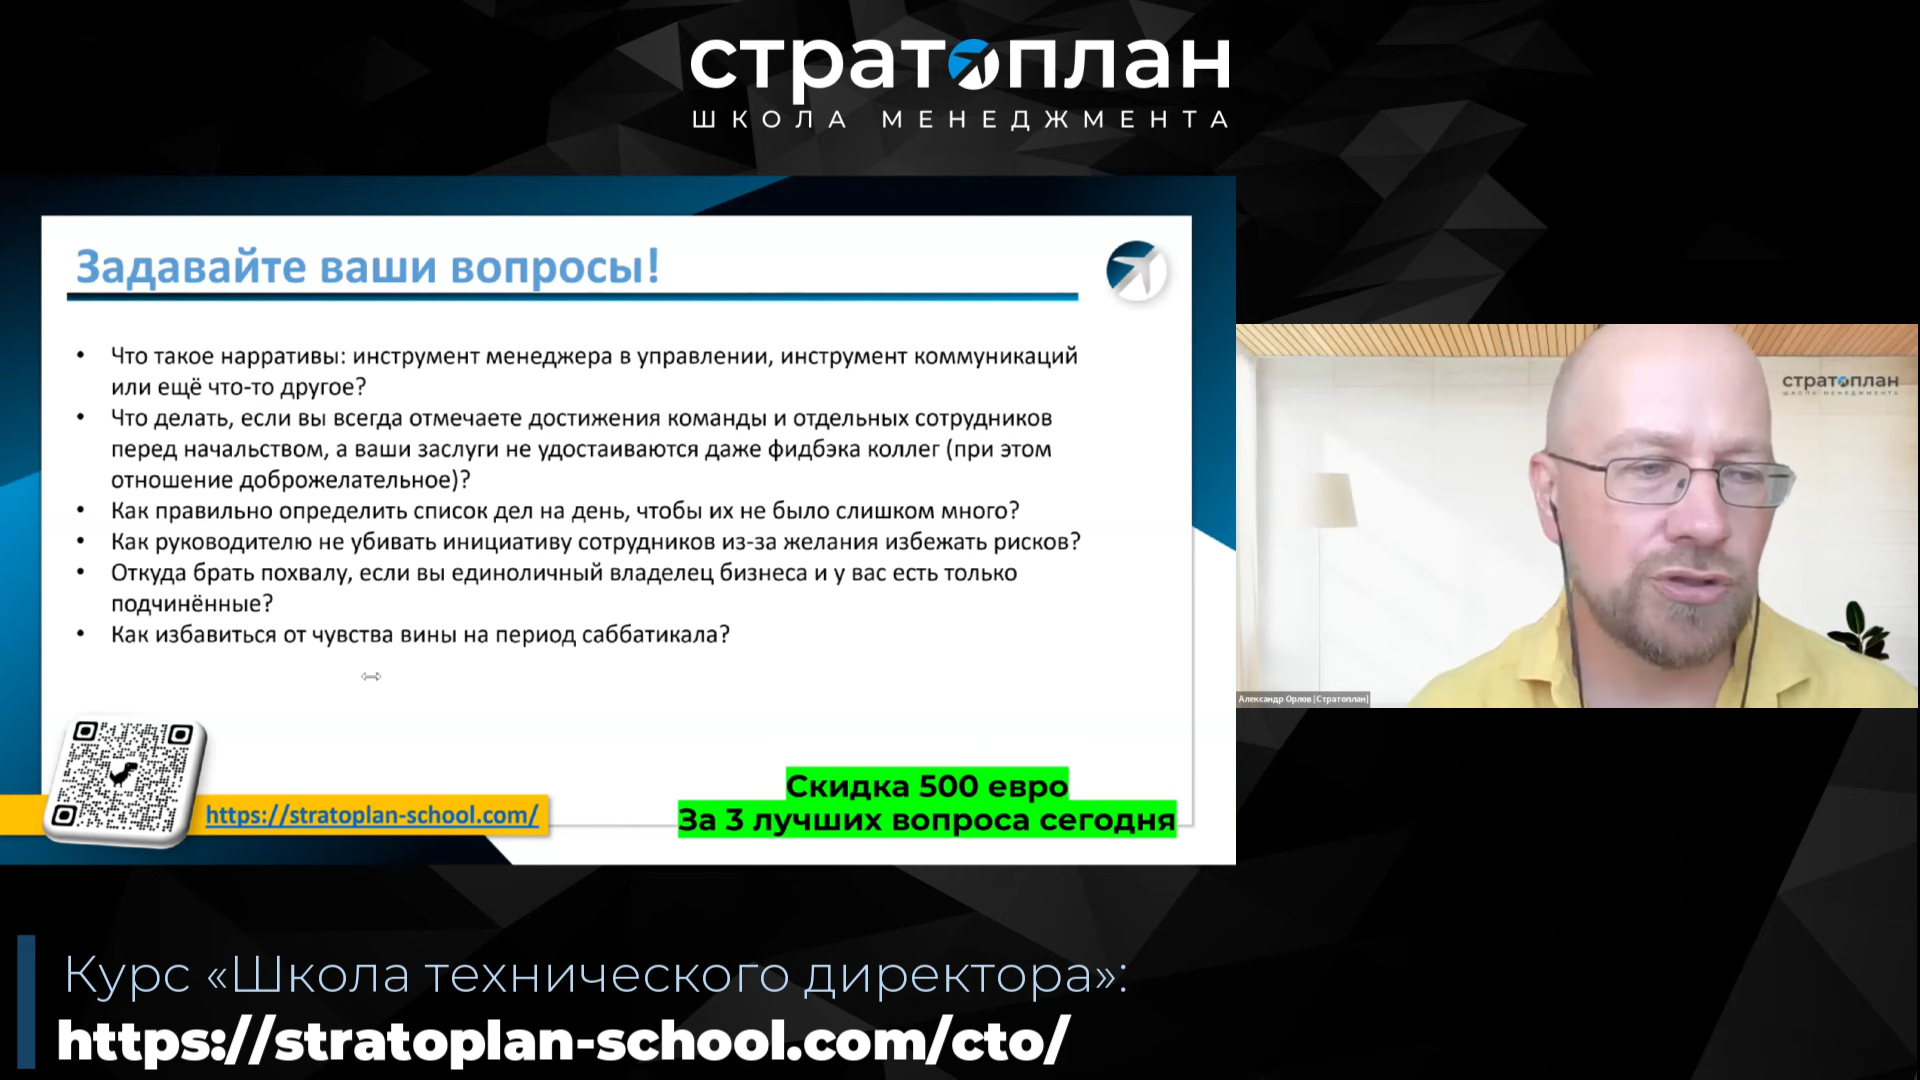 стратоплан
ШКОЛА МЕНЕДЖМЕНТА
Задавайте ваши вопросы!
• Что такое нарративы: инструмент менеджера в управлении, инструмент коммуникаций
или ещё что-то другое?
• Что делать, если вы всегда отмечаете достижения команды и отдельных сотрудников
перед начальством, а ваши заслуги не удостаиваются даже фидбэка коллег (при этом
отношение доброжелательное)?
• Как правильно определить список дел на день, чтобы их не было слишком много?
• Как руководителю не убивать инициативу сотрудников из-за желания избежать рисков?
• Откуда брать похвалу, если вы единоличный владелец бизнеса и у вас есть только
подчинённые?
• Как избавиться от чувства вины на период саббатикала?
https://stratoplan-school.com/
Скидка 500 евро
За 3 лучших вопроса сегодня
стратоплан
ШКОЛА МЕНЕДЖМЕНТА
Александр Орлов [Стратоплан]
Курс «Школа технического директора»:
https://stratoplan-school.com/cto/